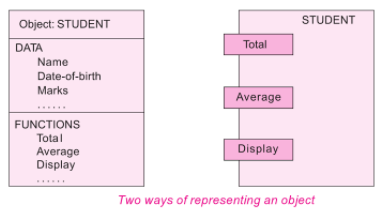 Object: STUDENT
DATA
Name
Date-of-birth
Marks
......
FUNCTIONS
Total
Average
Display
......
STUDENT
Total
Average
Display
Two ways of representing an object